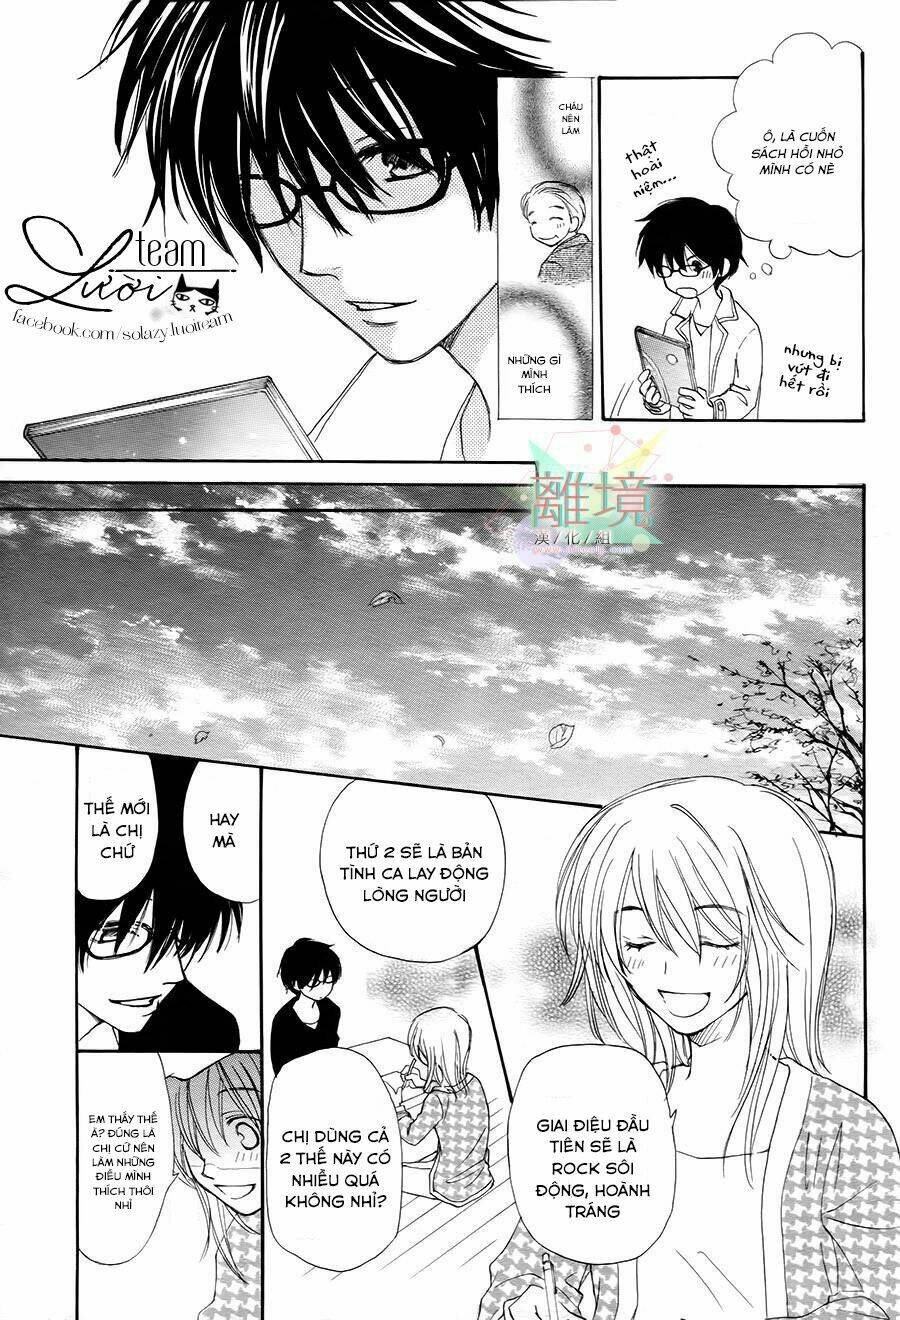 Ô, LÀ CUỐN
SÁCH HỒI NHỎ
MÌNH CÓ NÈ
thật
hoài
niệm...
nhưng bị
vứt đi
hết rồi
CHÁU
NÊN
LÀM
NHỮNG GÌ
MÌNH
THÍCH
team
Lười
facebook.com/solazy.luoiteam
離境
漢/化/組
GIAI ĐIỆU ĐẦU
TIÊN SẼ LÀ
ROCK SÔI
ĐỘNG, HOÀNH
TRÁNG
THỨ 2 SẼ LÀ BẢN
TÌNH CA LAY ĐỘNG
LÒNG NGƯỜI
CHỊ DÙNG CẢ
2 THẾ NÀY CÓ
NHIỀU QUÁ
KHÔNG NHỈ?
HAY
MÀ
THẾ MỚI
LÀ CHỊ
CHỨ
EM THẤY THẾ
À? ĐÚNG LÀ
CHỊ CỨ NÊN
LÀM NHỮNG
ĐIỀU MÌNH
THÍCH THÔI
NHỈ